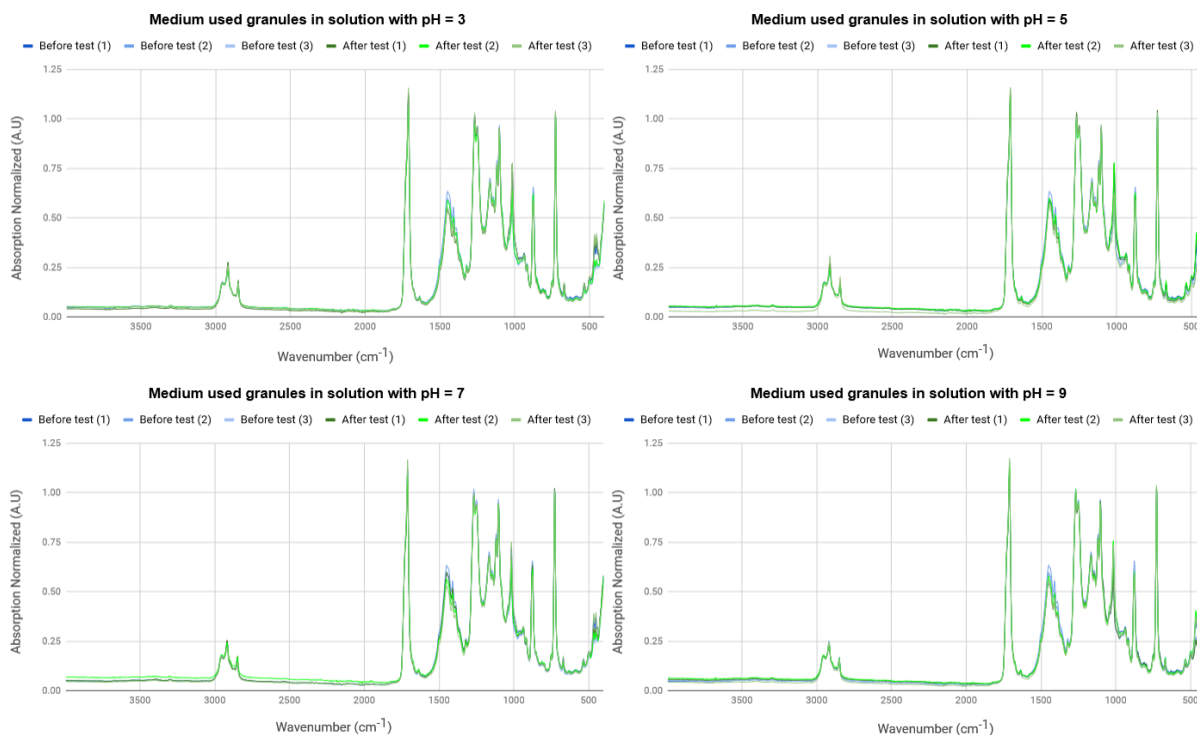 Medium used granules in solution with pH = 3
Before test (1) Before test (2) Before test (3) After test (1) After test (2) After test (3)
Absorption Normalized (A.U)
1.25
1.00
0.75
0.50
0.25
0.00
3500 3000 2500 2000 1500 1000 500
Wavenumber (cm-1)
Medium used granules in solution with pH = 5
Before test (1) Before test (2) Before test (3) After test (1) After test (2) After test (3)
Absorption Normalized (A.U)
1.25
1.00
0.75
0.50
0.25
0.00
3500 3000 2500 2000 1500 1000 500
Wavenumber (cm-1)
Medium used granules in solution with pH = 7
Before test (1) Before test (2) Before test (3) After test (1) After test (2) After test (3)
Absorption Normalized (A.U)
1.25
1.00
0.75
0.50
0.25
0.00
3500 3000 2500 2000 1500 1000 500
Wavenumber (cm-1)
Medium used granules in solution with pH = 9
Before test (1) Before test (2) Before test (3) After test (1) After test (2) After test (3)
Absorption Normalized (A.U)
1.25
1.00
0.75
0.50
0.25
0.00
3500 3000 2500 2000 1500 1000 500
Wavenumber (cm-1)